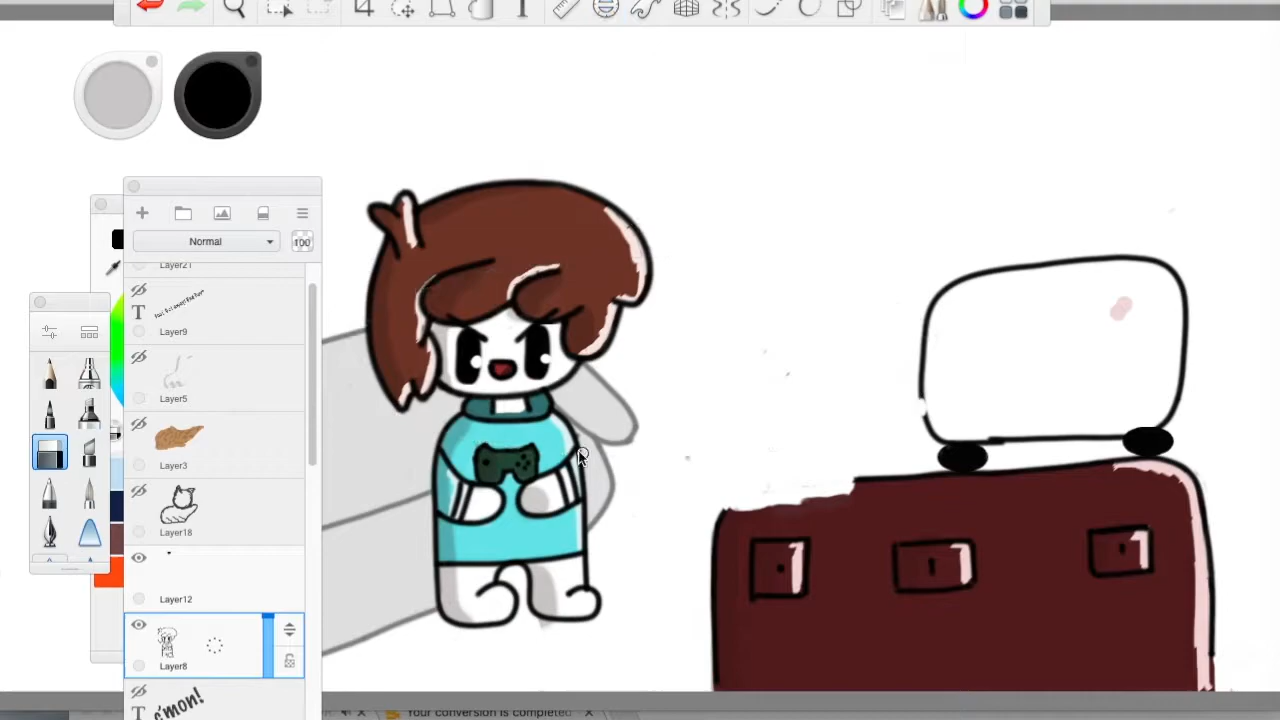 Normal
100
Layer21
Layer9
Layer5
Layer3
Layer18
Layer12
Layer8
c'mon!
Your conversion is completed